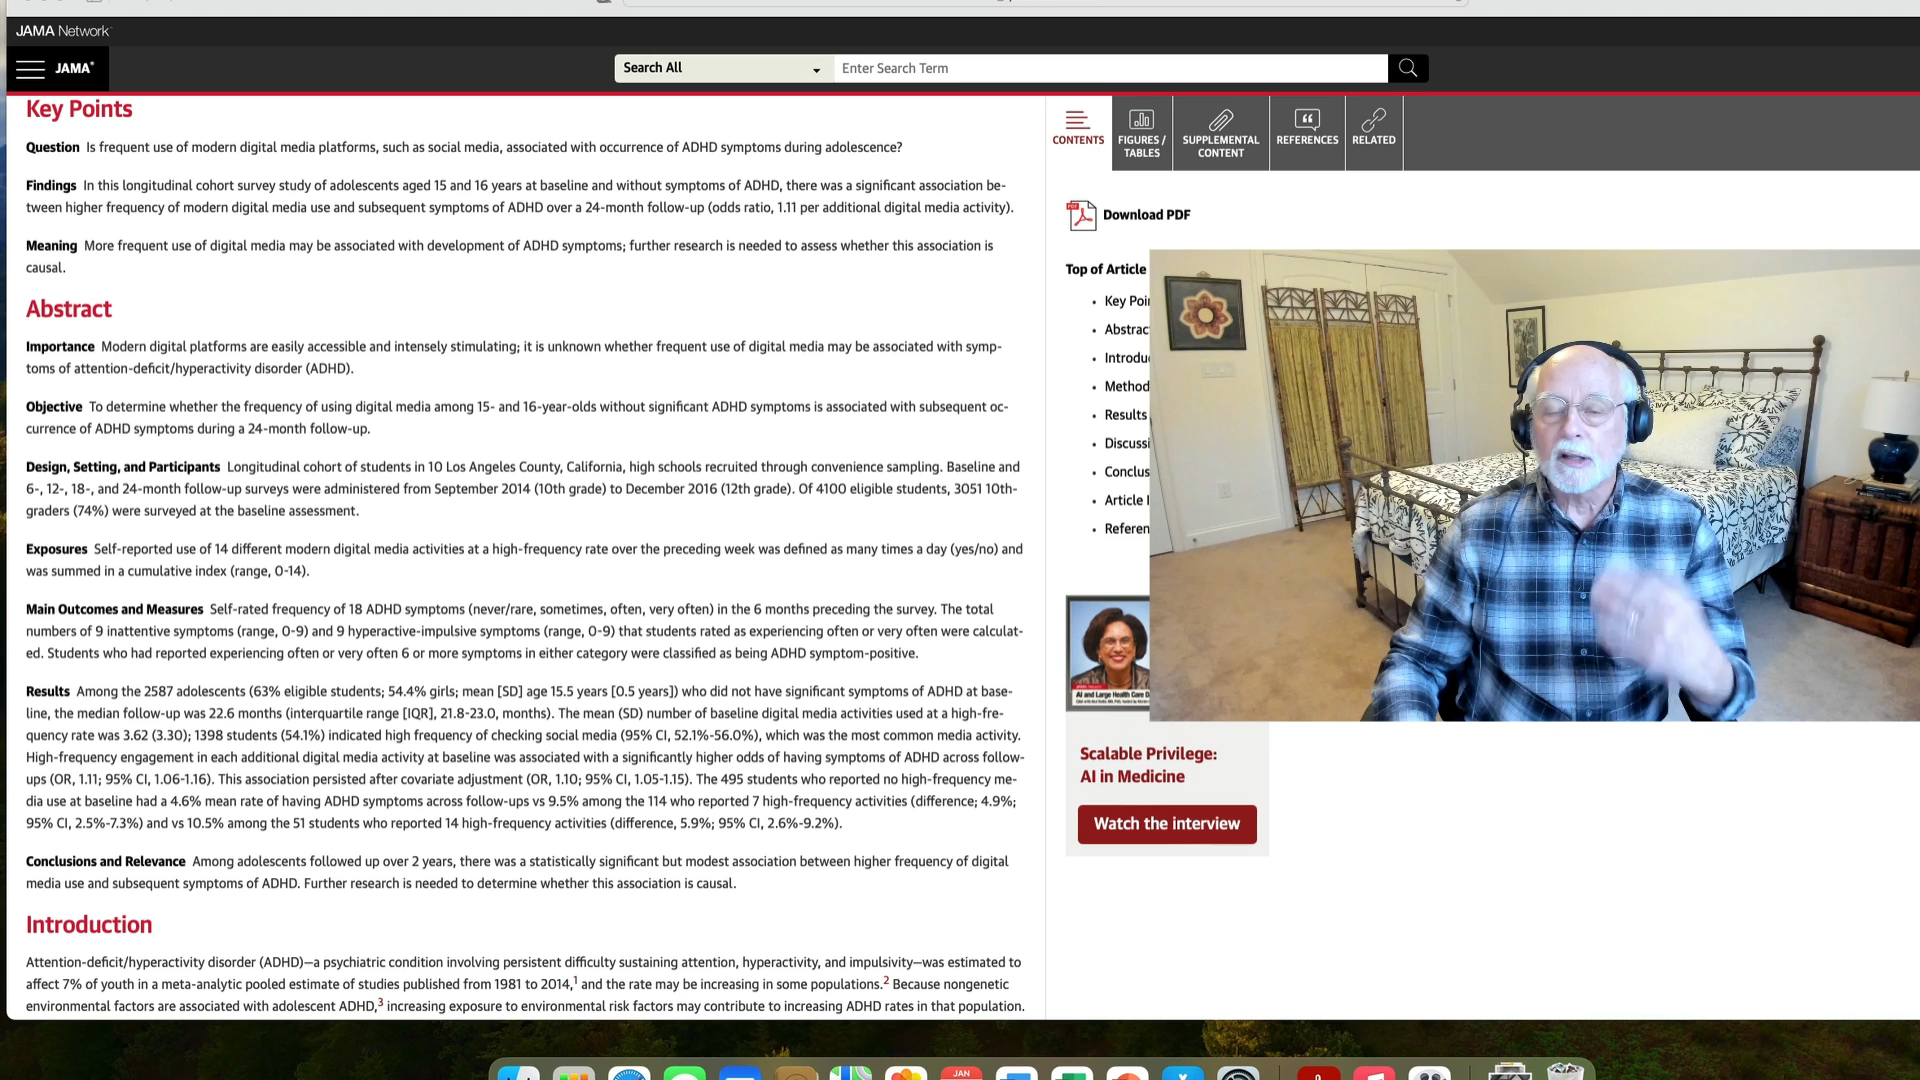 JAMA Network
JAMA
Search All
Enter Search Term
Key Points
Question Is frequent use of modern digital media platforms, such as social media, associated with occurrence of ADHD symptoms during adolescence?
Findings In this longitudinal cohort survey study of adolescents aged 15 and 16 years at baseline and without symptoms of ADHD, there was a significant association be-
tween higher frequency of modern digital media use and subsequent symptoms of ADHD over a 24-month follow-up (odds ratio, 1.11 per additional digital media activity).
Meaning More frequent use of digital media may be associated with development of ADHD symptoms; further research is needed to assess whether this association is
causal.
Abstract
Importance Modern digital platforms are easily accessible and intensely stimulating; it is unknown whether frequent use of digital media may be associated with symp-
toms of attention-deficit/hyperactivity disorder (ADHD).
Objective To determine whether the frequency of using digital media among 15- and 16-year-olds without significant ADHD symptoms is associated with subsequent oc-
currence of ADHD symptoms during a 24-month follow-up.
Design, Setting, and Participants Longitudinal cohort of students in 10 Los Angeles County, California, high schools recruited through convenience sampling. Baseline and
6-, 12-, 18-, and 24-month follow-up surveys were administered from September 2014 (10th grade) to December 2016 (12th grade). Of 4100 eligible students, 3051 10th-
graders (74%) were surveyed at the baseline assessment.
Exposures Self-reported use of 14 different modern digital media activities at a high-frequency rate over the preceding week was defined as many times a day (yes/no) and
was summed in a cumulative index (range, 0-14).
Main Outcomes and Measures Self-rated frequency of 18 ADHD symptoms (never/rare, sometimes, often, very often) in the 6 months preceding the survey. The total
numbers of 9 inattentive symptoms (range, 0-9) and 9 hyperactive-impulsive symptoms (range, 0-9) that students rated as experiencing often or very often were calculat-
ed. Students who had reported experiencing often or very often 6 or more symptoms in either category were classified as being ADHD symptom-positive.
Results Among the 2587 adolescents (63% eligible students; 54.4% girls; mean [SD] age 15.5 years [0.5 years]) who did not have significant symptoms of ADHD at base-
line, the median follow-up was 22.6 months (interquartile range [IQR], 21.8-23.0, months). The mean (SD) number of baseline digital media activities used at a high-fre-
quency rate was 3.62 (3.30); 1398 students (54.1%) indicated high frequency of checking social media (95% CI, 52.1%-56.0%), which was the most common media activity.
High-frequency engagement in each additional digital media activity at baseline was associated with a significantly higher odds of having symptoms of ADHD across follow-
ups (OR, 1.11; 95% CI, 1.06-1.16). This association persisted after covariate adjustment (OR, 1.10; 95% CI, 1.05-1.15). The 495 students who reported no high-frequency me-
dia use at baseline had a 4.6% mean rate of having ADHD symptoms across follow-ups vs 9.5% among the 114 who reported 7 high-frequency activities (difference; 4.9%;
95% CI, 2.5%-7.3%) and vs 10.5% among the 51 students who reported 14 high-frequency activities (difference, 5.9%; 95% CI, 2.6%-9.2%).
Conclusions and Relevance Among adolescents followed up over 2 years, there was a statistically significant but modest association between higher frequency of digital
media use and subsequent symptoms of ADHD. Further research is needed to determine whether this association is causal.
Introduction
Attention-deficit/hyperactivity disorder (ADHD)—a psychiatric condition involving persistent difficulty sustaining attention, hyperactivity, and impulsivity—was estimated to
affect 7% of youth in a meta-analytic pooled estimate of studies published from 1981 to 2014,1 and the rate may be increasing in some populations.2 Because nongenetic
environmental factors are associated with adolescent ADHD,3 increasing exposure to environmental risk factors may contribute to increasing ADHD rates in that population.
CONTENTS
FIGURES /
TABLES
SUPPLEMENTAL
CONTENT
REFERENCES
RELATED
Download PDF
Top of Article
Key Poi
Abstrac
Introdu
Method
Results
Discussi
Conclus
Article
Referen
AI and Large Health Care
Scalable Privilege:
AI in Medicine
Watch the interview
JAN